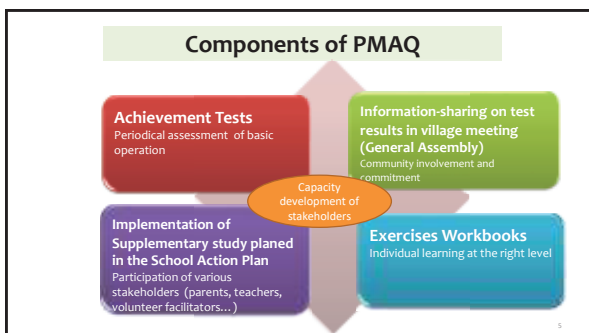 Components of PMAQ
Achievement Tests
Periodical assessment of basic
operation
Information-sharing on test
results in village meeting
(General Assembly)
Community involvement and
commitment
Capacity
development of
stakeholders
Implementation of
Supplementary study planed
in the School Action Plan
Participation of various
stakeholders (parents, teachers,
volunteer facilitators...)
Exercises Workbooks
Individual learning at the right level
5